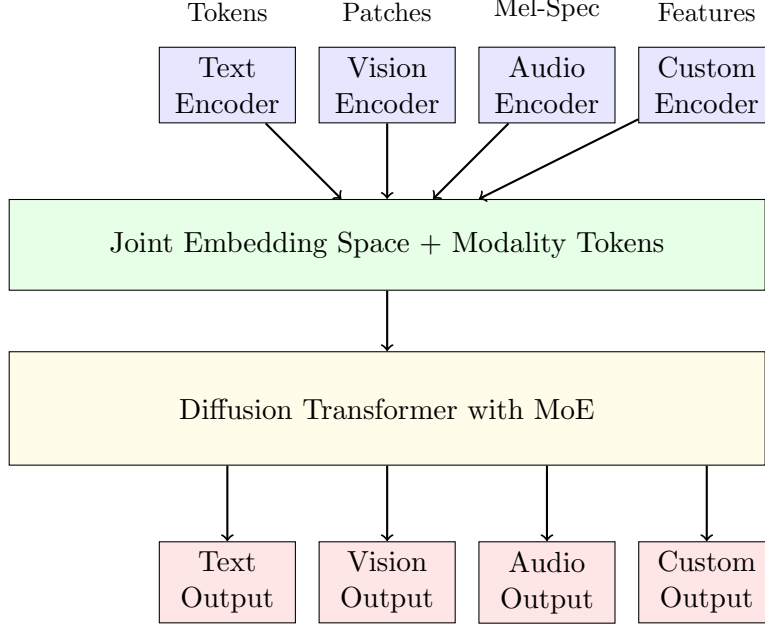 Tokens
Patches
Mel-Spec
Features
Text
Encoder
Vision
Encoder
Audio
Encoder
Custom
Encoder
Joint Embedding Space + Modality Tokens
Diffusion Transformer with MoE
Text
Output
Vision
Output
Audio
Output
Custom
Output